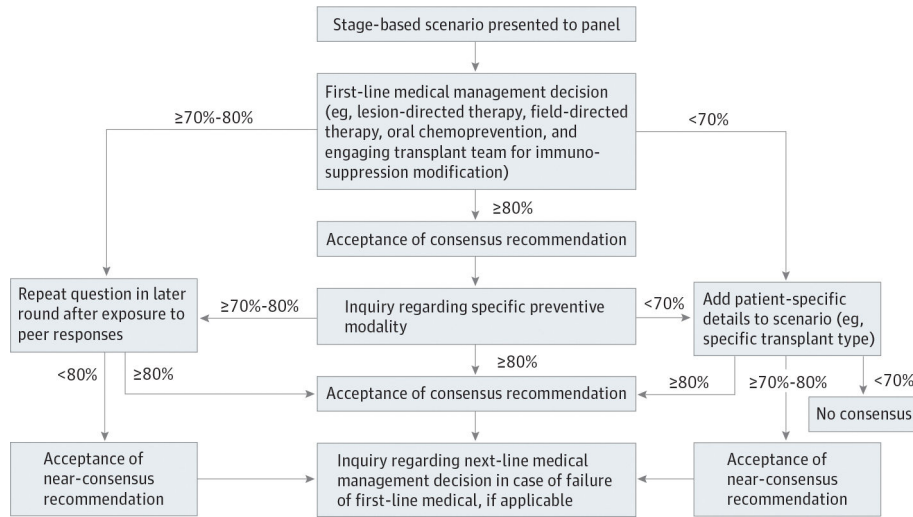 Stage-based scenario presented to panel
First-line medical management decision
(eg, lesion-directed therapy, field-directed
therapy, oral chemoprevention, and
engaging transplant team for immuno-
suppression modification)
≥70%-80%
<70%
≥80%
Acceptance of consensus recommendation
Repeat question in later
round after exposure to
peer responses
≥70%-80%
Inquiry regarding specific preventive
modality
<70%
Add patient-specific
details to scenario (eg,
specific transplant type)
<80%
≥80%
≥80%
≥80%
≥70%-80%
<70%
Acceptance of consensus recommendation
No consensus
Acceptance of
near-consensus
recommendation
Inquiry regarding next-line medical
management decision in case of failure
of first-line medical, if applicable
Acceptance of
near-consensus
recommendation